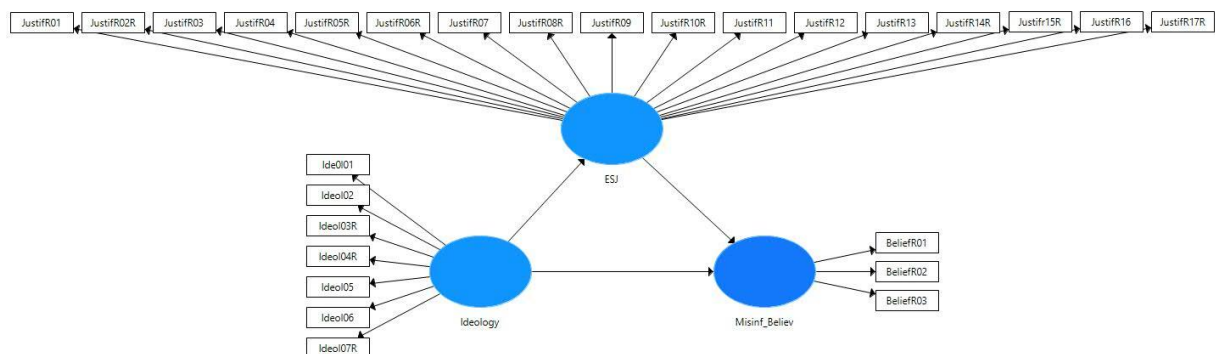 JustifR01
JustifR02R
JustifR03
JustifR04
JustifR05R
JustifR06R
JustifR07
JustifR08R
JustifR09
JustifR10R
JustifR11
JustifR12
JustifR13
JustifR14R
Justifr15R
JustifR16
JustifR17R
ESJ
Ide0l01
Ideol02
Ideol03R
Ideol04R
Ideol05
Ideol06
Ideol07R
Ideology
Misinf_Believ
BeliefR01
BeliefR02
BeliefR03